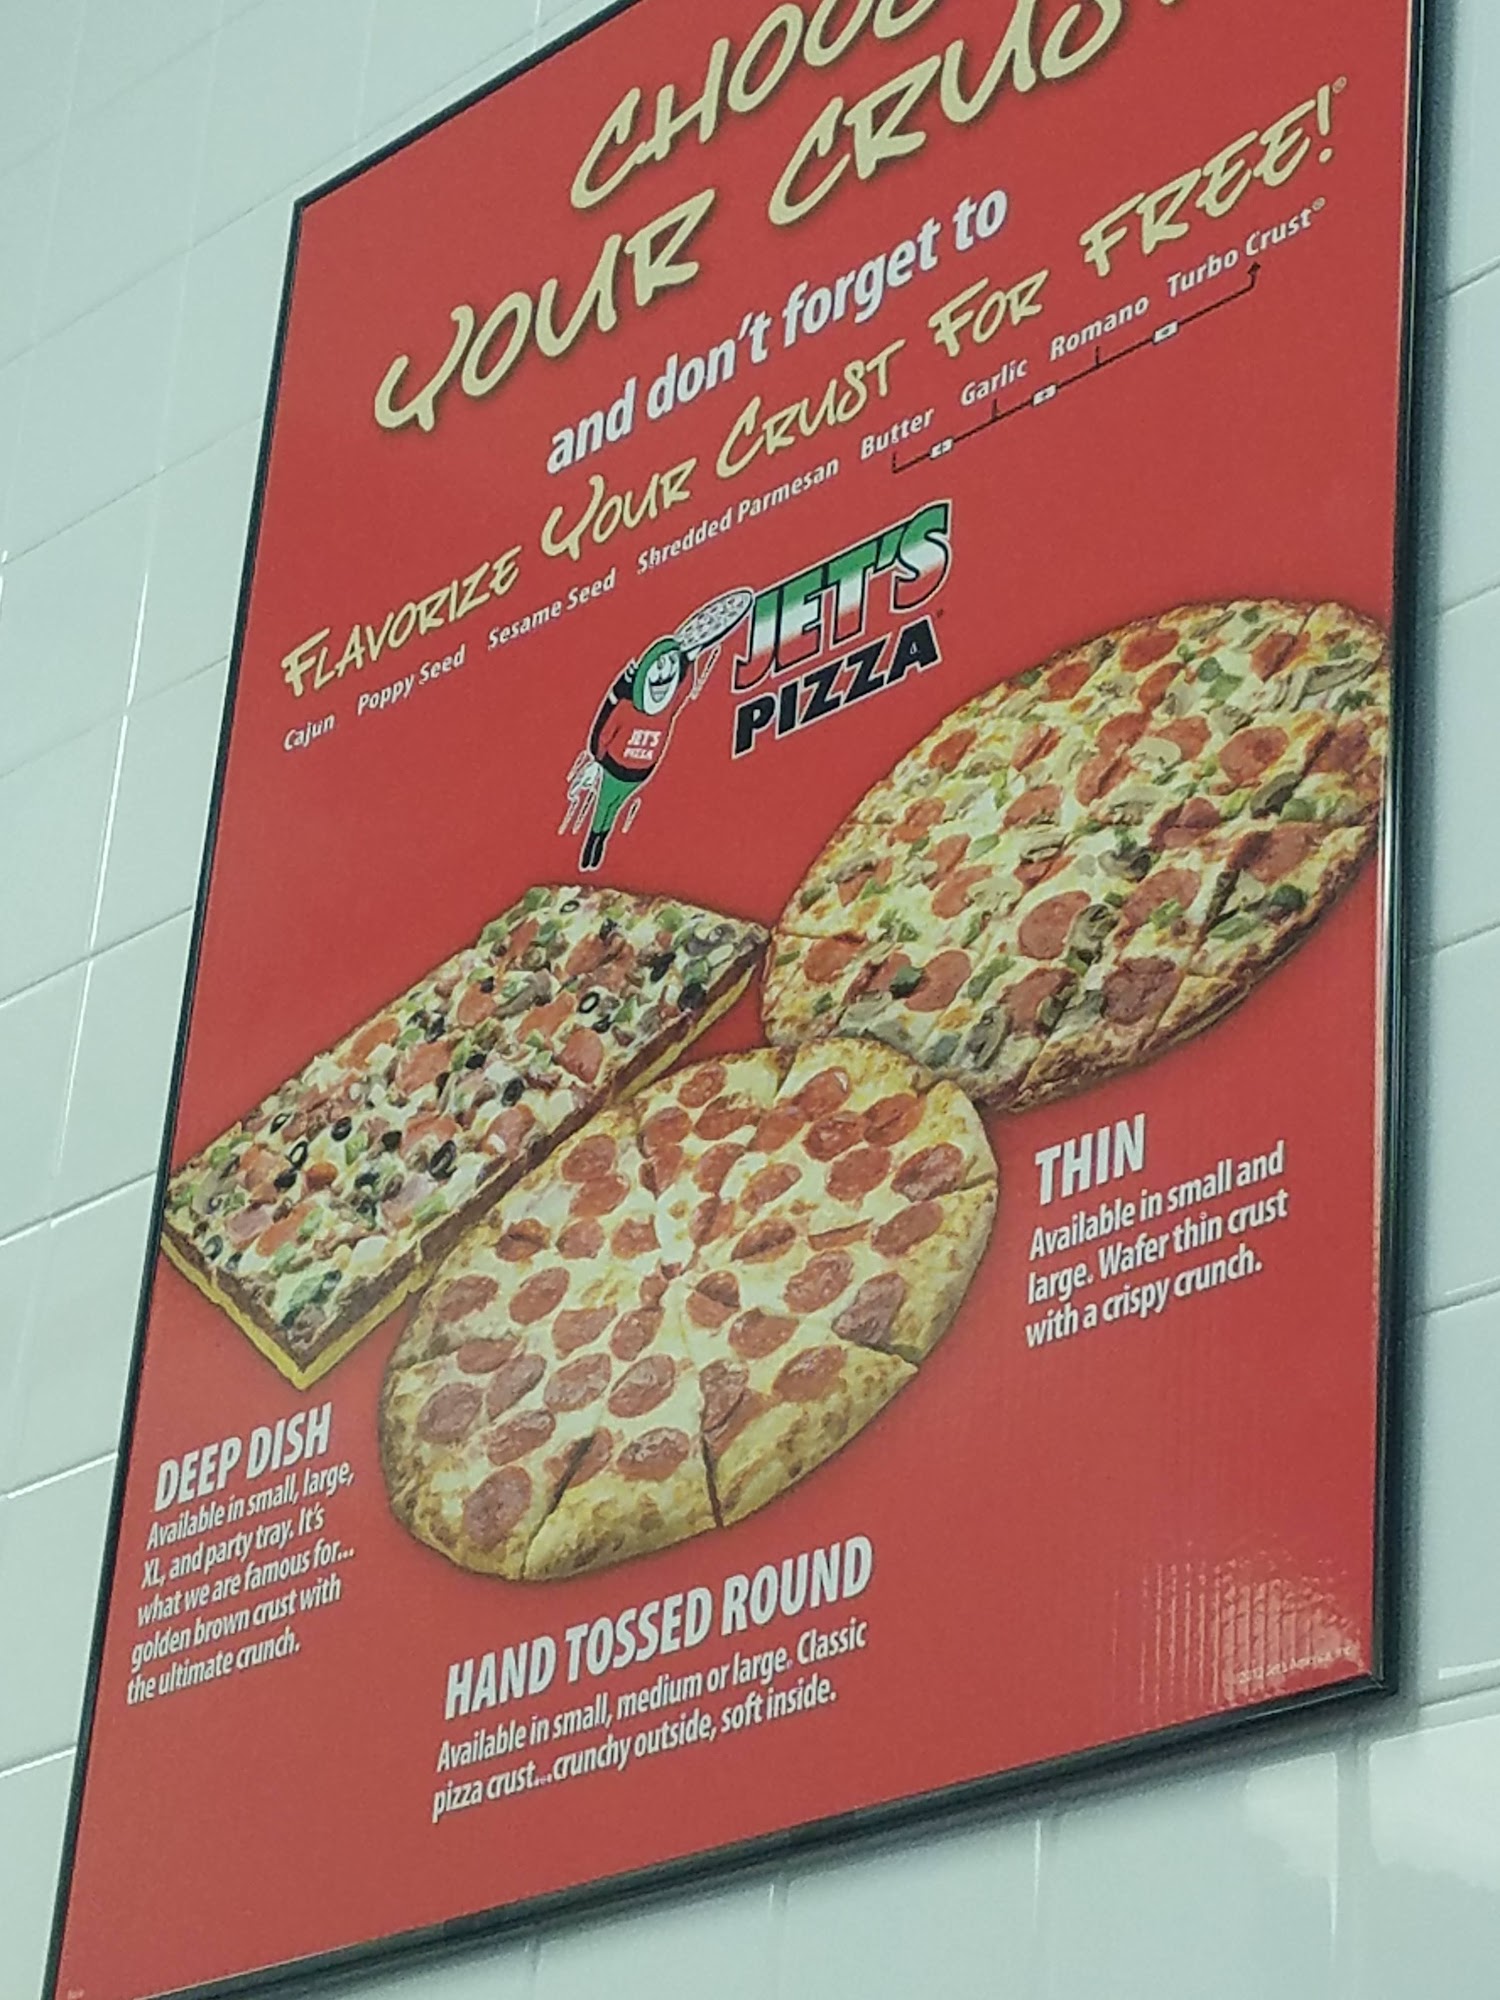 YOUR
and don't forget to
FLAVORIZE YOUR CRUST FOR FREE!®
Cajun Poppy Seed Sesame Seed Shredded Parmesan Butter Garlic Romano Turbo Crust®
JET'S
PIZZA
JET'S
PIZZA
THIN
Available in small and
large. Wafer thin crust
with a crispy crunch.
DEEP DISH
Available in small, large,
XL, and party tray. It's
what we are famous for...
golden brown crust with
the ultimate crunch.
HAND TOSSED ROUND
Available in small, medium or large. Classic
pizza crust...crunchy outside, soft inside.